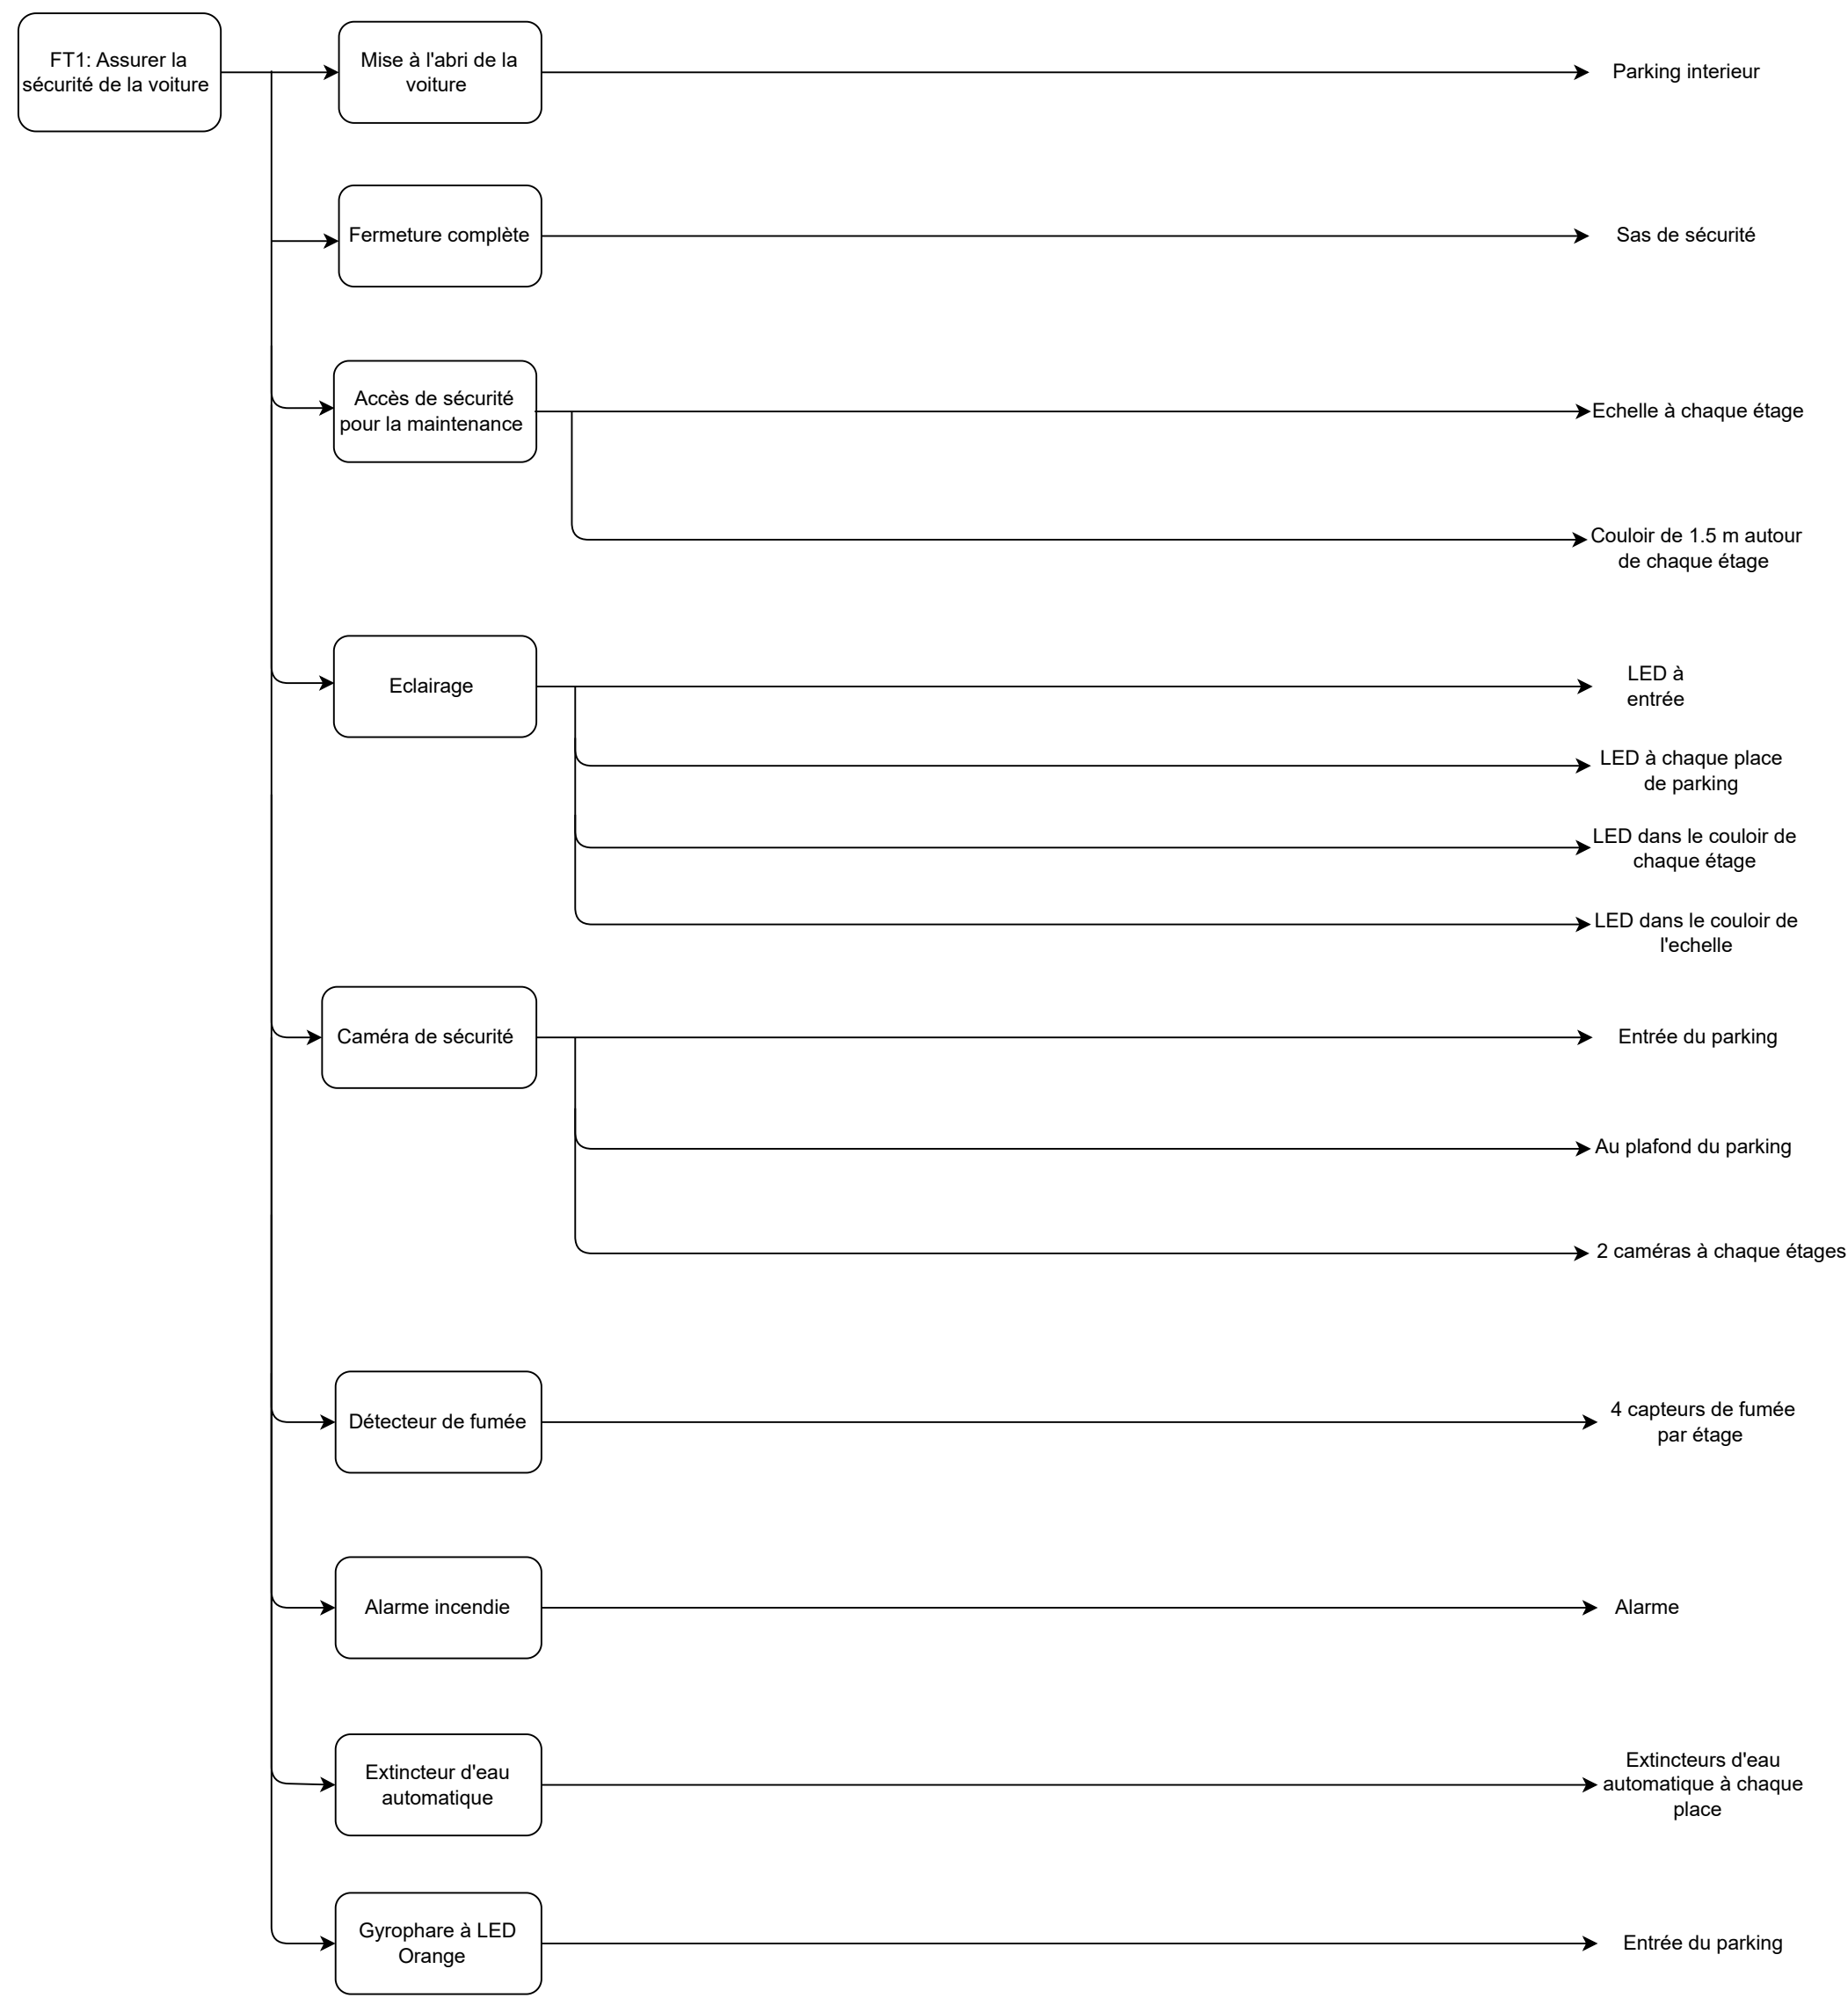 FT1: Assurer la
sécurité de la voiture
Mise à l'abri de la
voiture
Parking interieur
Fermeture complète
Sas de sécurité
Accès de sécurité
pour la maintenance
Echelle à chaque étage
Couloir de 1.5 m autour
de chaque étage
Eclairage
LED à
entrée
LED à chaque place
de parking
LED dans le couloir de
chaque étage
LED dans le couloir de
l'echelle
Caméra de sécurité
Entrée du parking
Au plafond du parking
2 caméras à chaque étages
Détecteur de fumée
4 capteurs de fumée
par étage
Alarme incendie
Alarme
Extincteur d'eau
automatique
Extincteurs d'eau
automatique à chaque
place
Gyrophare à LED
Orange
Entrée du parking